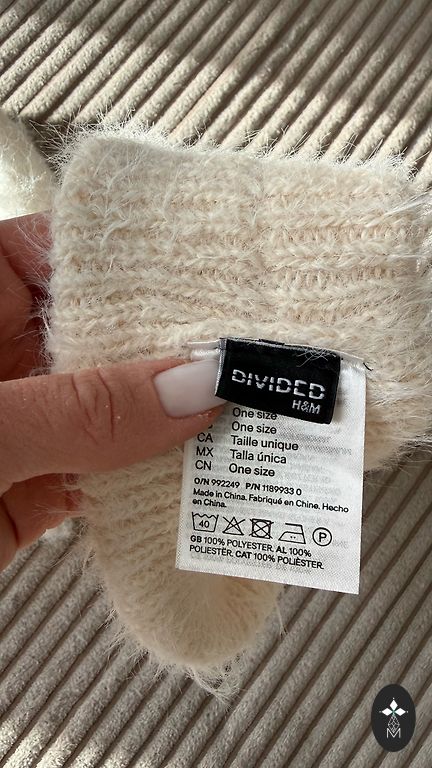 DIVIDED
H&M
One size
One size
CA Taille unique
MX Talla única
CN One size
O/N 992249 P/N 1189933 0
Made in China. Fabriqué en Chine. Hecho
en China.
40 P
GB 100% POLYESTER. AL 100%
POLIESTËR. CAT 100% POLIÈSTER.
M